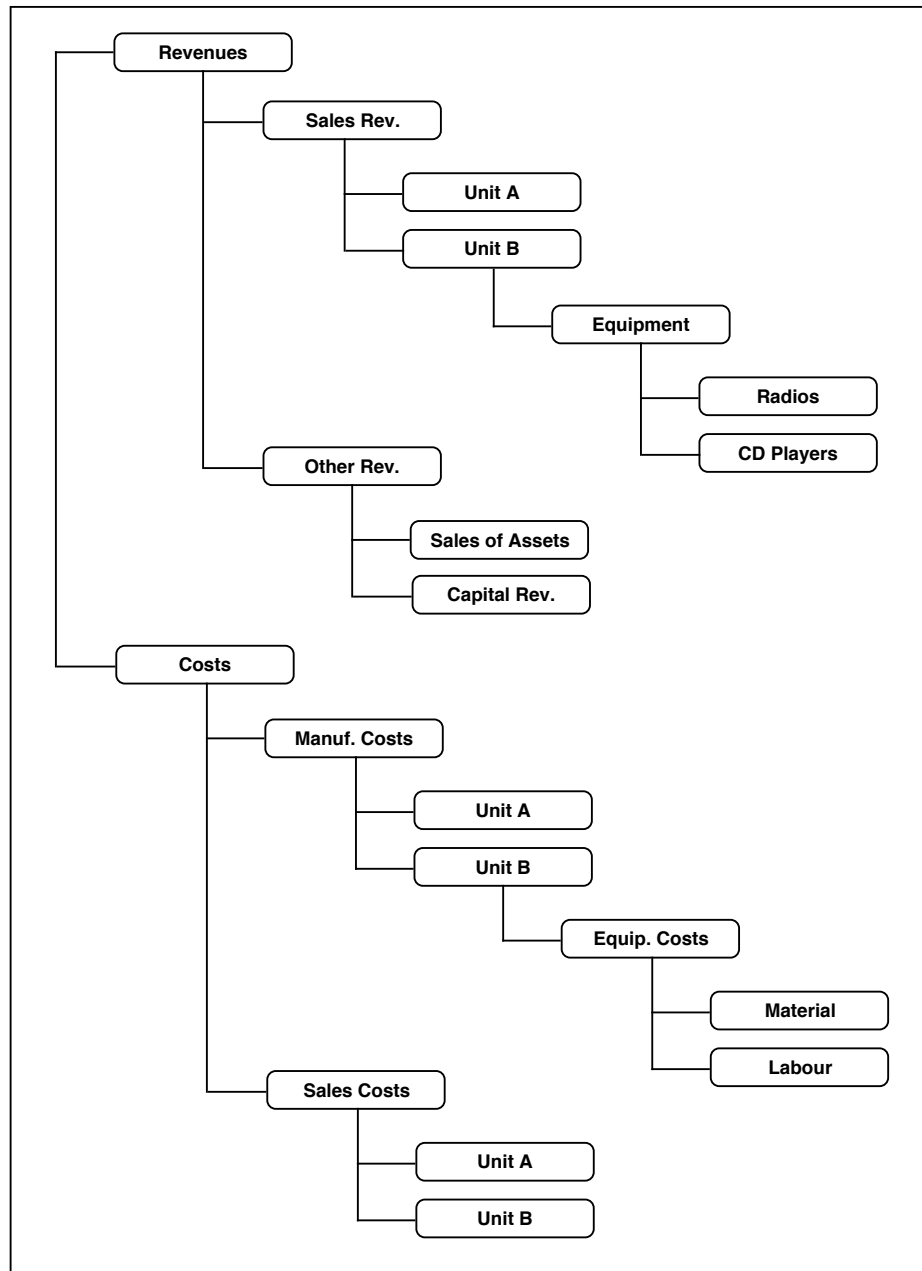 Revenues
Sales Rev.
Unit A
Unit B
Equipment
Radios
CD Players
Other Rev.
Sales of Assets
Capital Rev.
Costs
Manuf. Costs
Unit A
Unit B
Equip. Costs
Material
Labour
Sales Costs
Unit A
Unit B